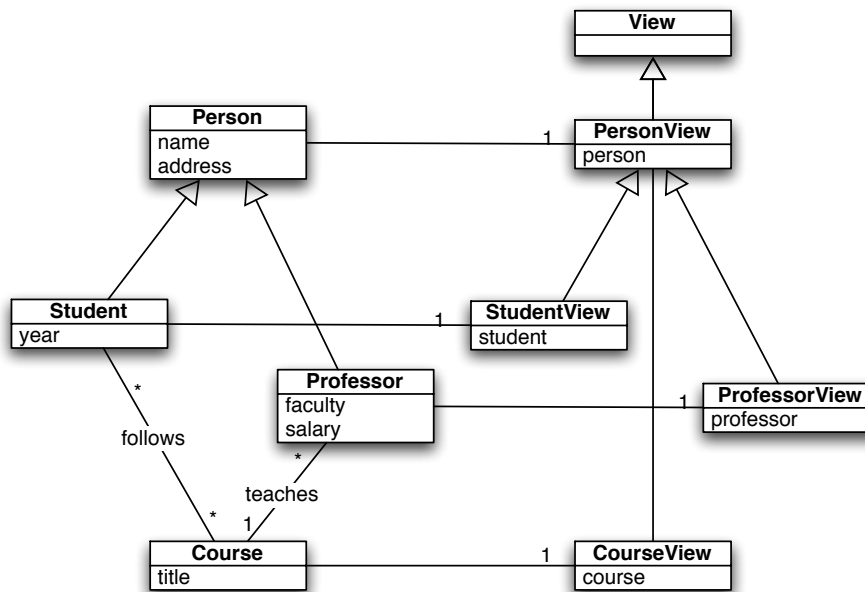 View
Person
name
address
1
PersonView
person
Student
year
1
StudentView
student
Professor
faculty
salary
1
ProfessorView
professor
*
follows
*
*
teaches
1
Course
title
1
CourseView
course